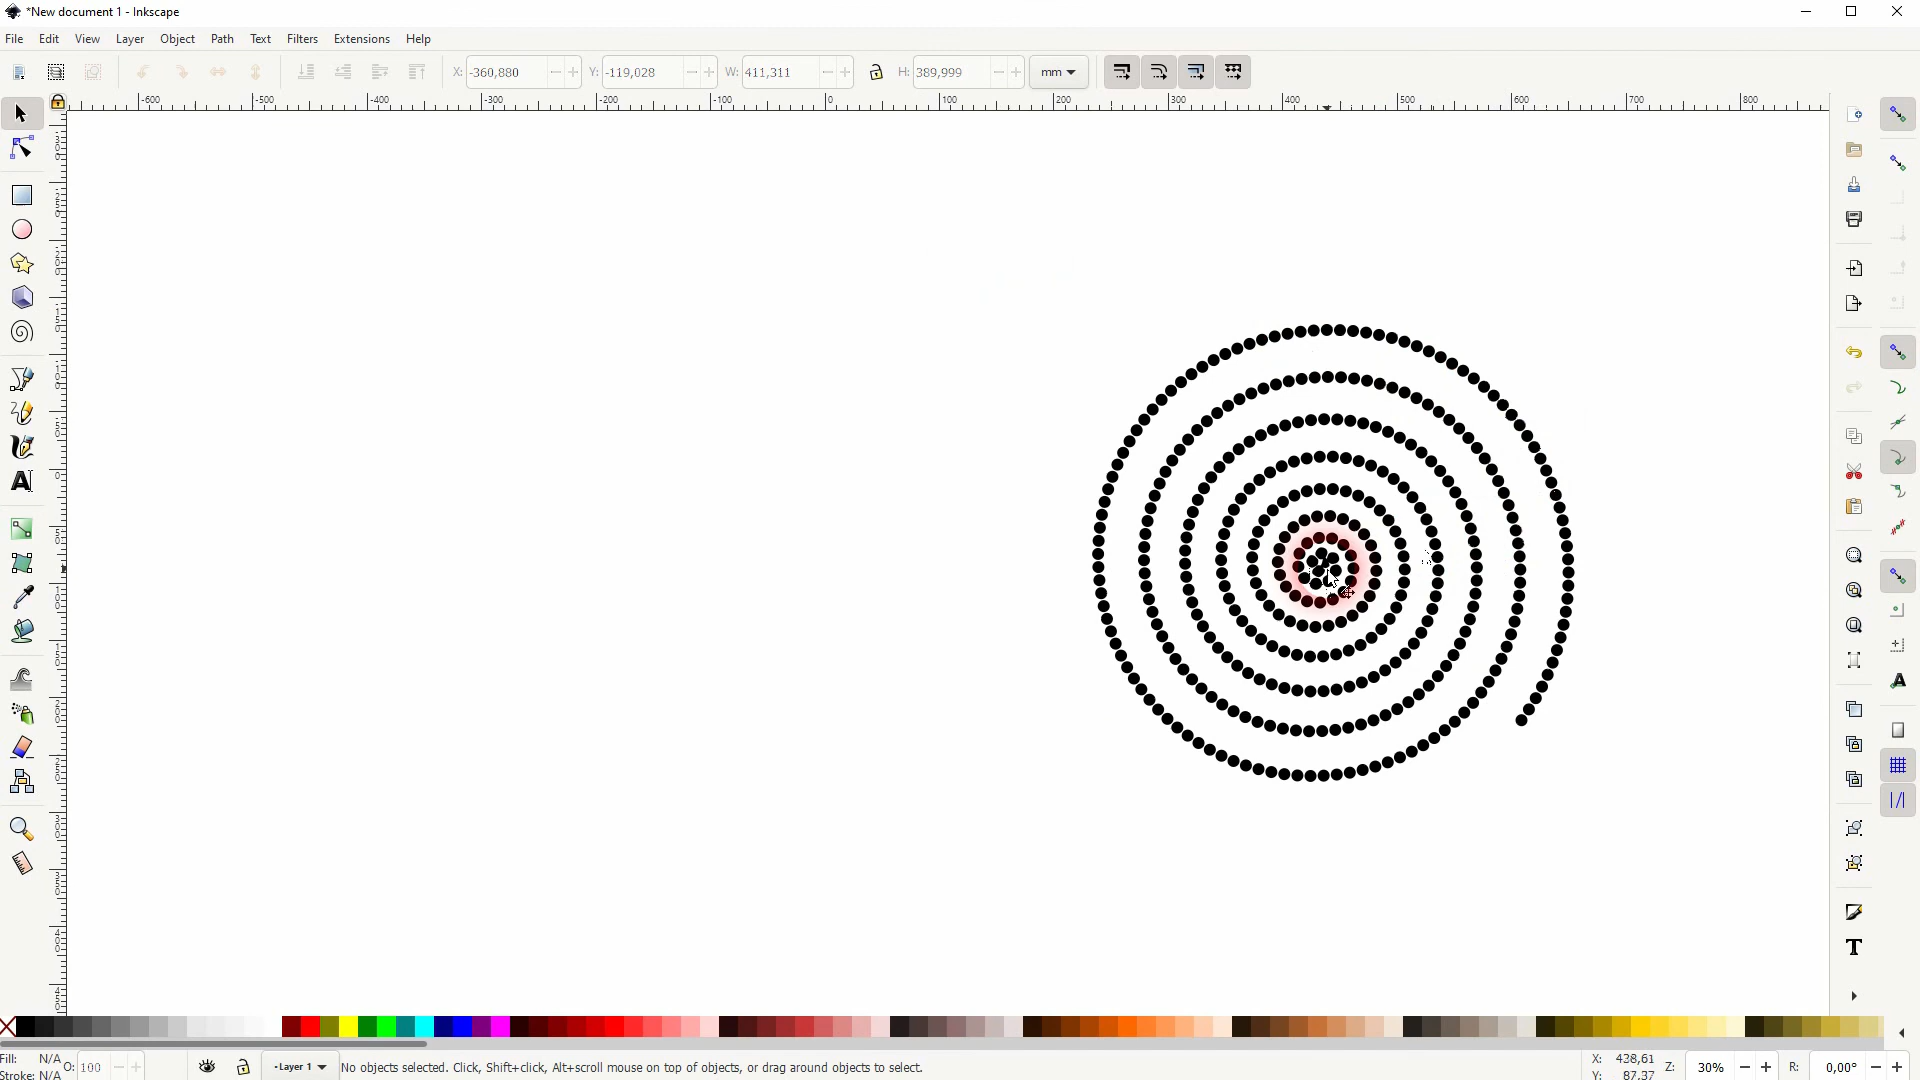 *New document 1 - Inkscape
File Edit View Layer Object Path Text Filters Extensions Help
X: -360,880 Y: -119,028 W: 411,311 H: 389,999 mm
-600 -500 -400 -300 -200 -100 0 100 200 300 400 500 600 700 800
Fill: N/A O: 100 -Layer 1 No objects selected. Click, Shift+click, Alt+scroll mouse on top of objects, or drag around objects to select. X: 438,61 Z: 30% R: 0,00°
Stroke: N/A Y: 87,37